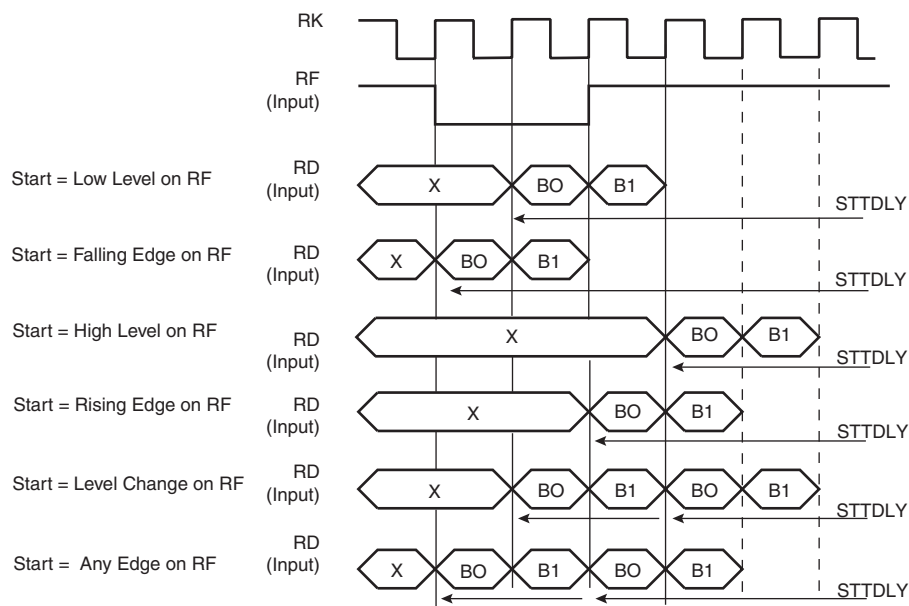 RK
RF
(Input)
Start = Low Level on RF
RD
(Input)
X
BO
B1
STTDLY
Start = Falling Edge on RF
RD
(Input)
X
BO
B1
STTDLY
Start = High Level on RF
RD
(Input)
X
BO
B1
STTDLY
Start = Rising Edge on RF
RD
(Input)
X
BO
B1
STTDLY
Start = Level Change on RF
RD
(Input)
X
BO
B1
BO
B1
STTDLY
Start = Any Edge on RF
RD
(Input)
X
BO
B1
BO
B1
STTDLY